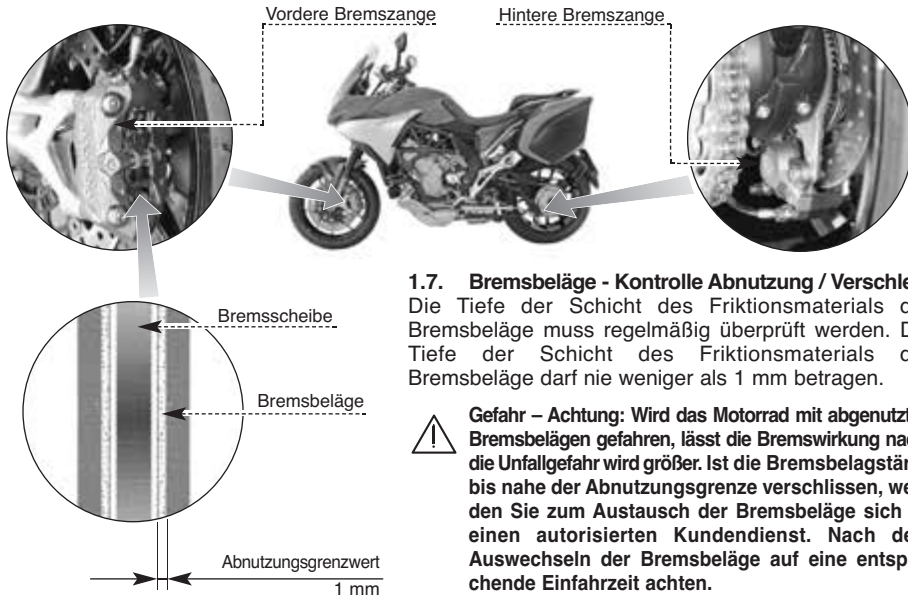 Vordere Bremszange
Hintere Bremszange
Bremsscheibe
Bremsbeläge
Abnutzungsgrenzwert
1 mm
1.7. Bremsbeläge - Kontrolle Abnutzung / Verschle
Die Tiefe der Schicht des Friktionsmaterials d
Bremsbeläge muss regelmäßig überprüft werden. D
Tiefe der Schicht des Friktionsmaterials d
Bremsbeläge darf nie weniger als 1 mm betragen.
Gefahr – Achtung: Wird das Motorrad mit abgenutzt
Bremsbelägen gefahren, lässt die Bremswirkung nac
die Unfallgefahr wird größer. Ist die Bremsbelagstär
bis nahe der Abnutzungsgrenze verschlissen, we
den Sie zum Austausch der Bremsbeläge sich
einen autorisierten Kundendienst. Nach de
Auswechseln der Bremsbeläge auf eine entsp
chende Einfahrzeit achten.